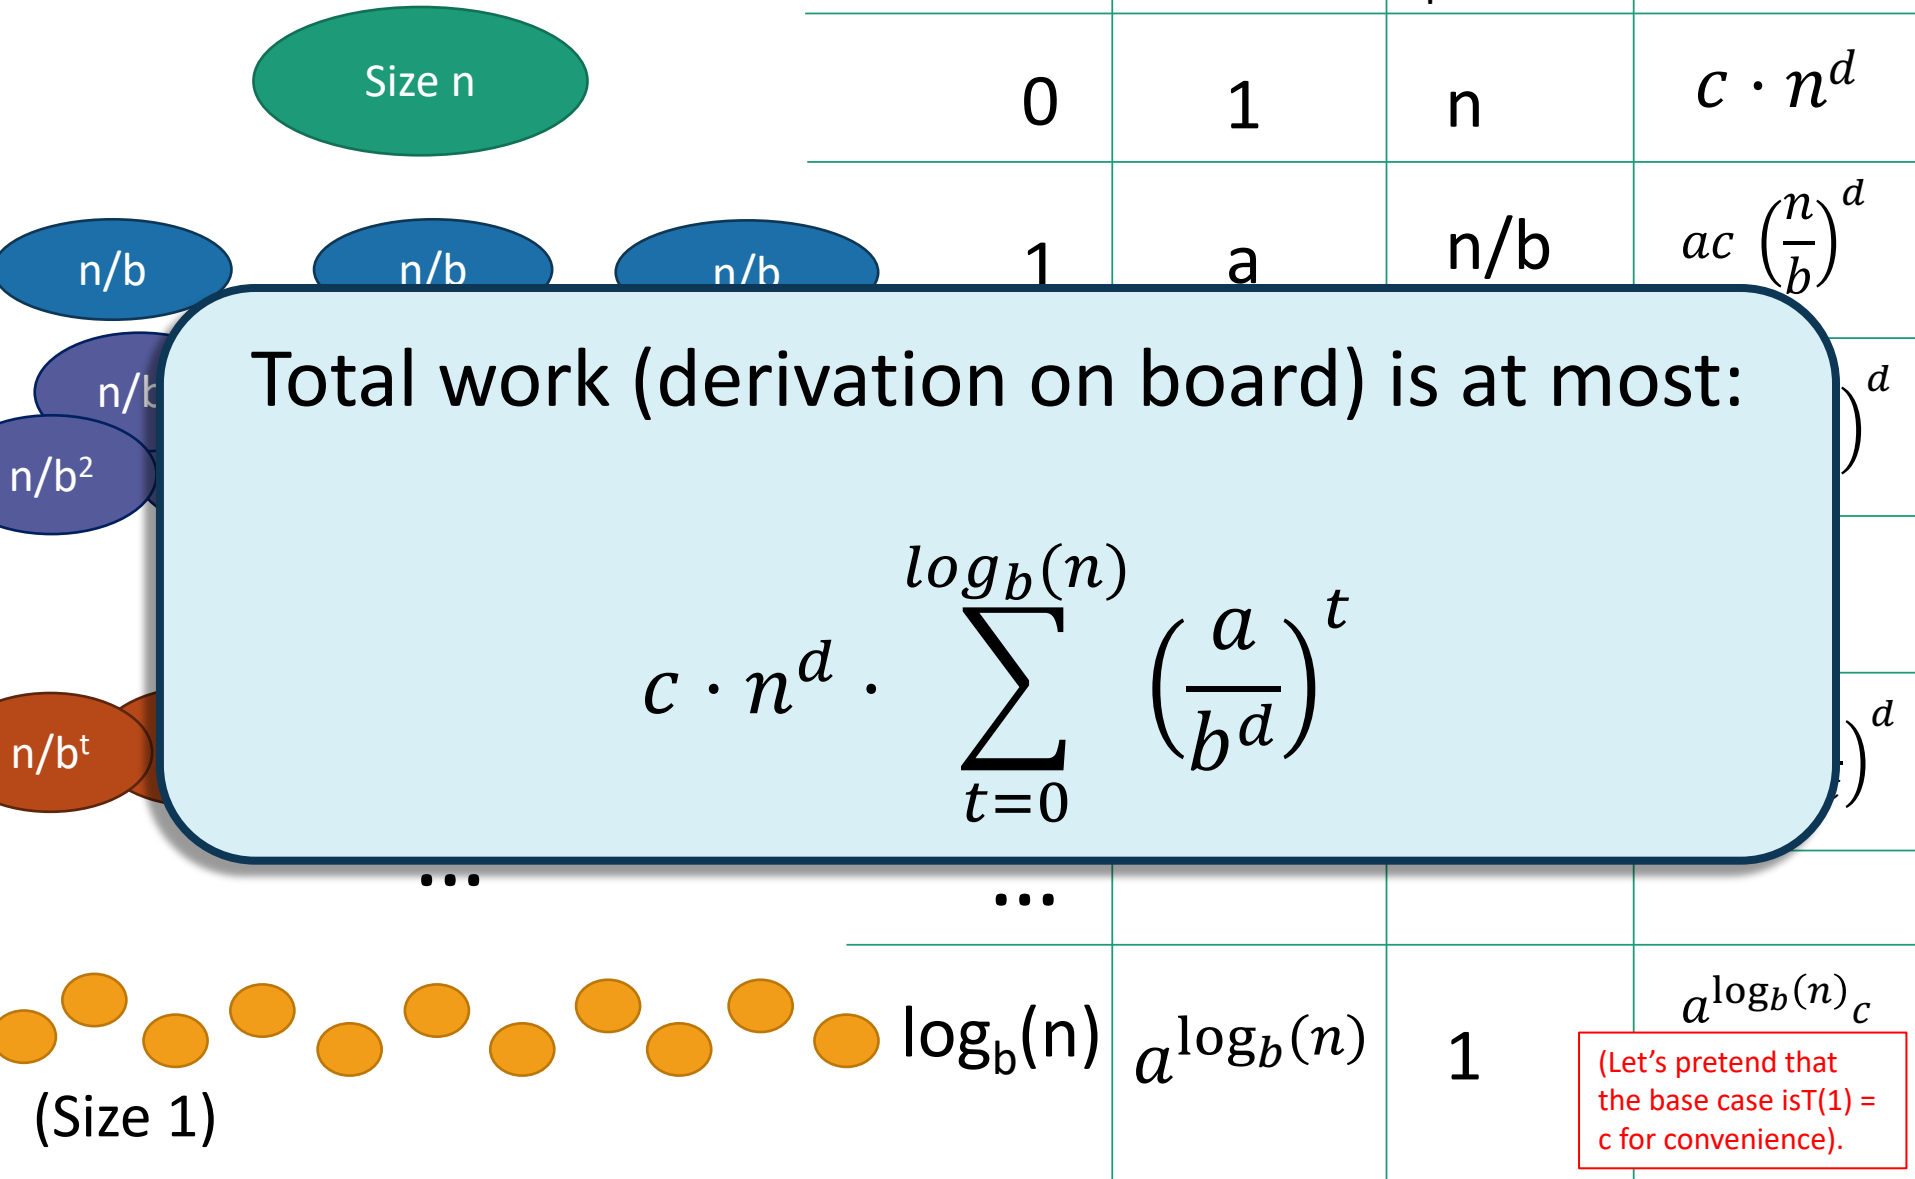 Size n
0 1 n c · n^d
n/b n/b n/b 1 a n/b ac (n/b)^d
Total work (derivation on board) is at most:
n/b
d
n/b²
c · n^d · ∑_{t=0}^{log_b(n)} (a/b^d)^t
n/b^t
d
... ...
log_b(n) a^{log_b(n)} 1 a^{log_b(n)}c
(Let's pretend that
the base case isT(1) =
c for convenience).
(Size 1)